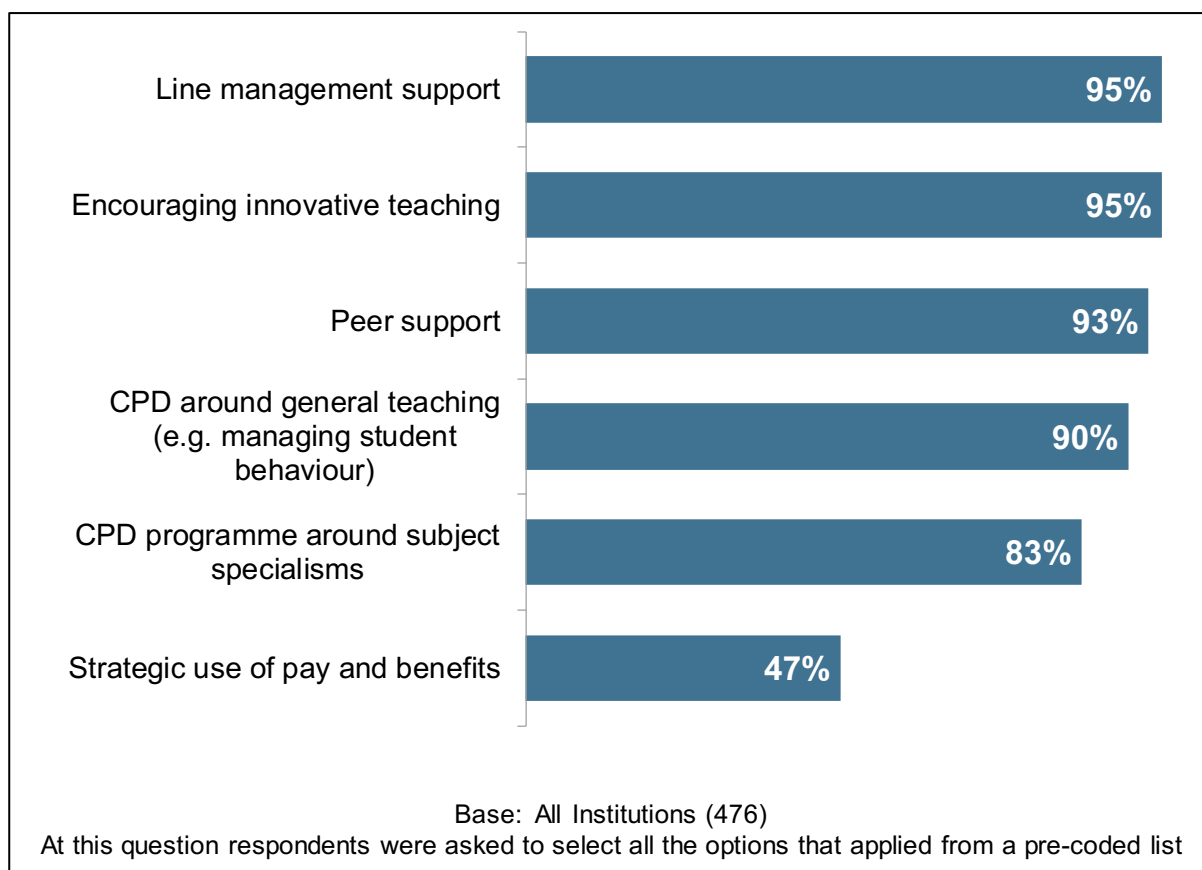 Line management support
95%
Encouraging innovative teaching
95%
Peer support
93%
CPD around general teaching
(e.g. managing student
behaviour)
90%
CPD programme around subject
specialisms
83%
Strategic use of pay and benefits
47%
Base: All Institutions (476)
At this question respondents were asked to select all the options that applied from a pre-coded list